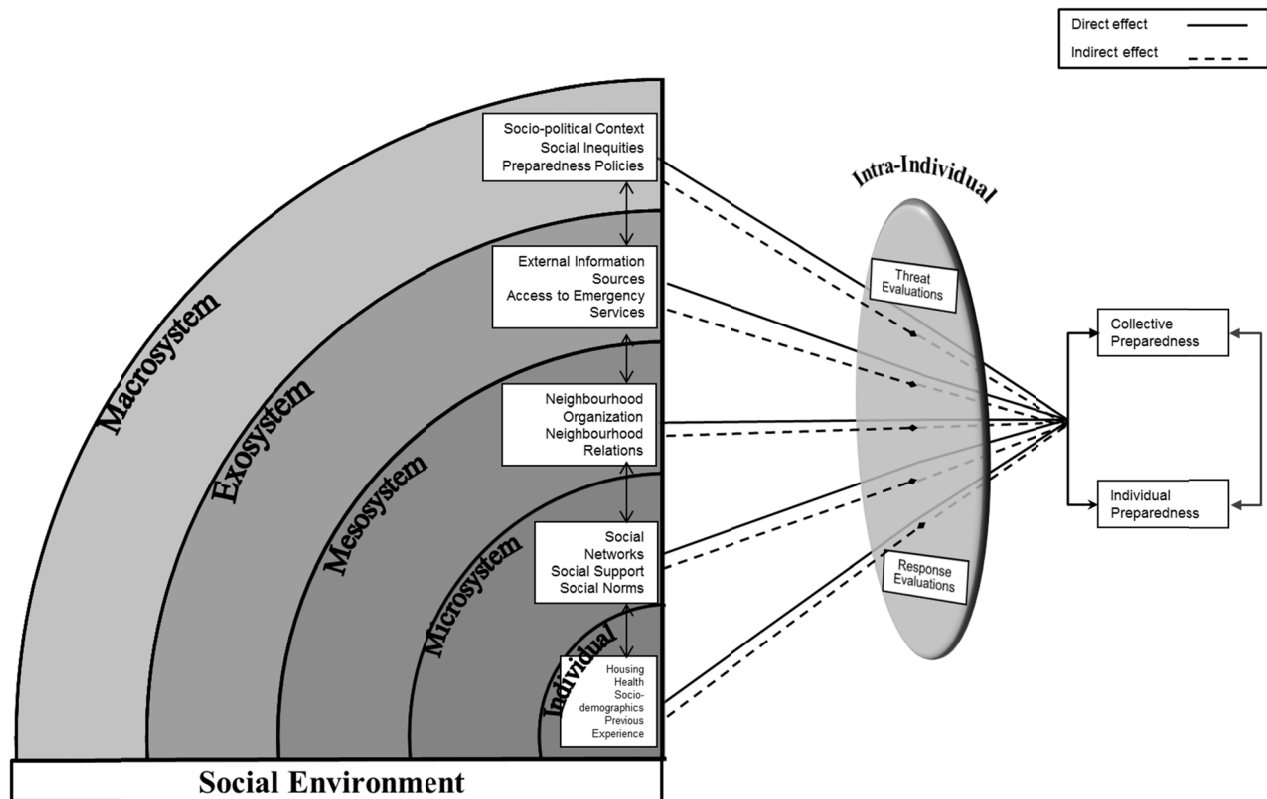 Direct effect
Indirect effect
Socio-political Context
Social Inequities
Preparedness Policies
External Information
Sources
Access to Emergency
Services
Neighbourhood
Organization
Neighbourhood
Relations
Social
Networks
Social Support
Social Norms
Housing
Health
Socio-
demographics
Previous
Experience
Macrosystem
Exosystem
Mesosystem
Microsystem
Individual
Social Environment
Intra-Individual
Threat
Evaluations
Response
Evaluations
Collective
Preparedness
Individual
Preparedness